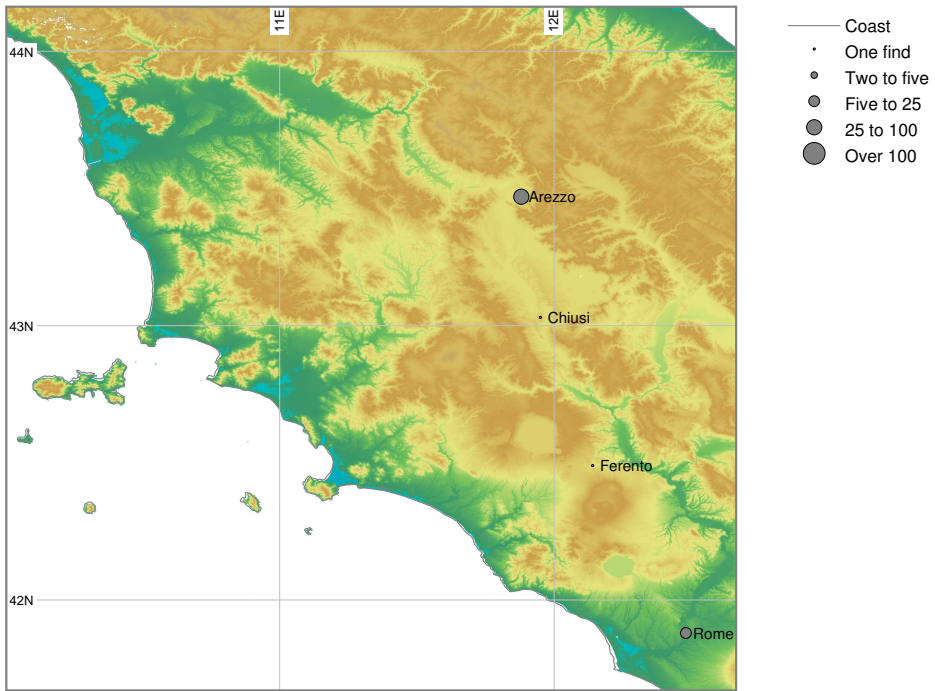 11E
12E
44N
Arezzo
43N
Chiusi
Ferento
42N
Rome
Coast
One find
Two to five
Five to 25
25 to 100
Over 100